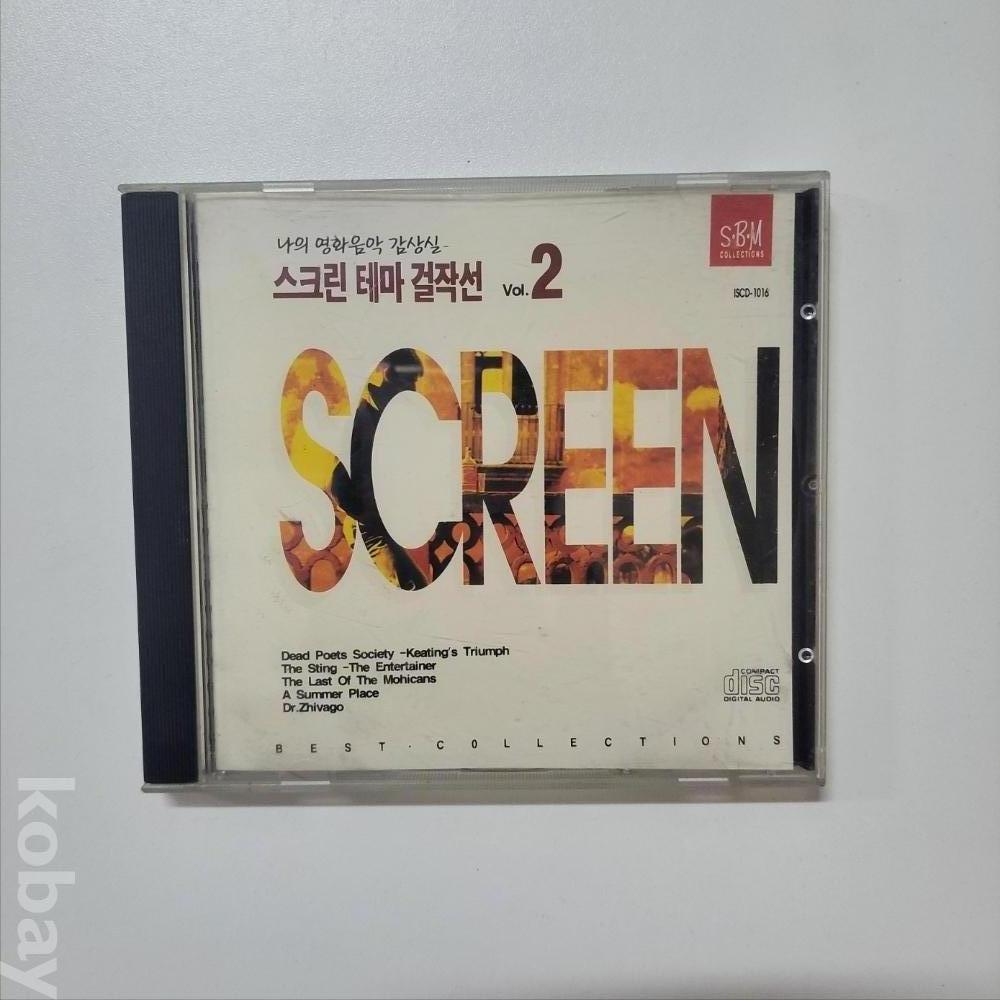 나의 영화음악 감상실-
스크린 테마 걸작선 Vol.2
S·B·M
COLLECTIONS
ISCD-1016
SCREEN
Dead Poets Society -Keating's Triumph
The Sting -The Entertainer
The Last Of The Mohicans
A Summer Place
Dr.Zhivago
COMPACT
disc
DIGITAL AUDIO
BEST·COLLECTIONS
kobay